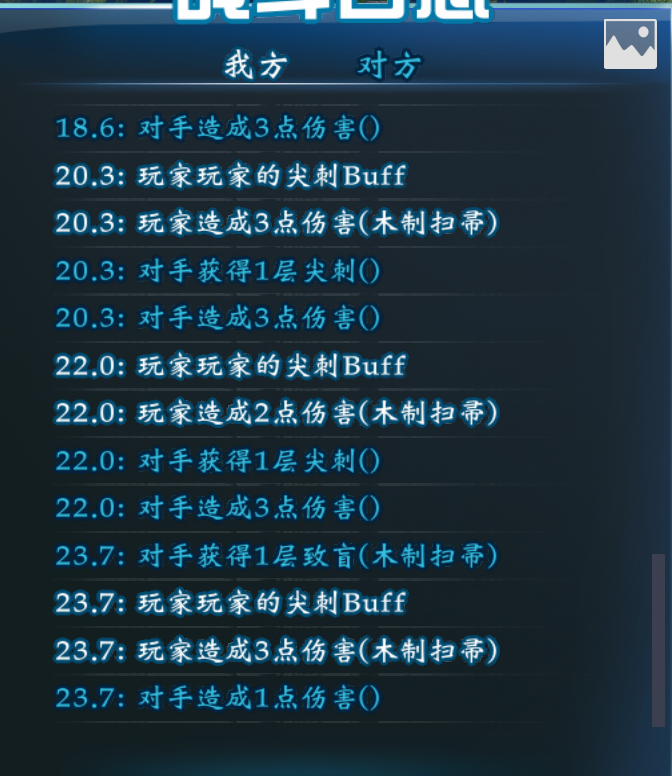 战斗日志
我方 对方
18.6: 对手造成3点伤害()
20.3: 玩家玩家的尖刺Buff
20.3: 玩家造成3点伤害(木制扫帚)
20.3: 对手获得1层尖刺()
20.3: 对手造成3点伤害()
22.0: 玩家玩家的尖刺Buff
22.0: 玩家造成2点伤害(木制扫帚)
22.0: 对手获得1层尖刺()
22.0: 对手造成3点伤害()
23.7: 对手获得1层致盲(木制扫帚)
23.7: 玩家玩家的尖刺Buff
23.7: 玩家造成3点伤害(木制扫帚)
23.7: 对手造成1点伤害()